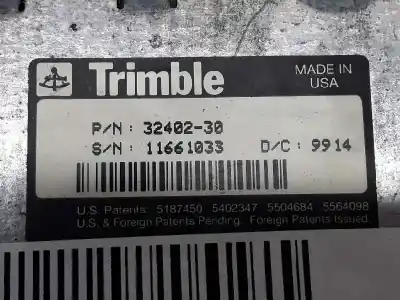 Trimble
MADE IN
USA
P/N : 32402-30
S/N : 11661033 D/C : 9914
U.S. Patents: 5187450 5402347 5504684 5564098
U.S. & Foreign Patents Pending. Foreign Patents Issued.